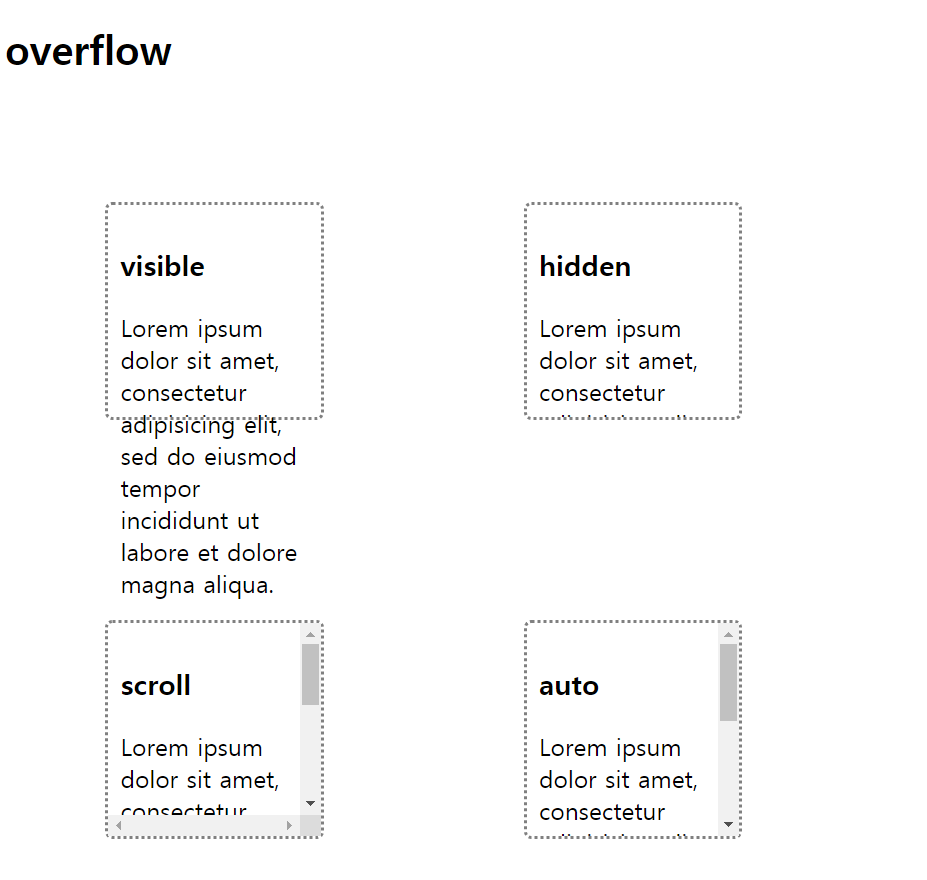 overflow
visible
Lorem ipsum
dolor sit amet,
consectetur
adipisicing elit,
sed do eiusmod
tempor
incididunt ut
labore et dolore
magna aliqua.
hidden
Lorem ipsum
dolor sit amet,
consectetur
scroll
Lorem ipsum
dolor sit amet,
consectetur
auto
Lorem ipsum
dolor sit amet,
consectetur